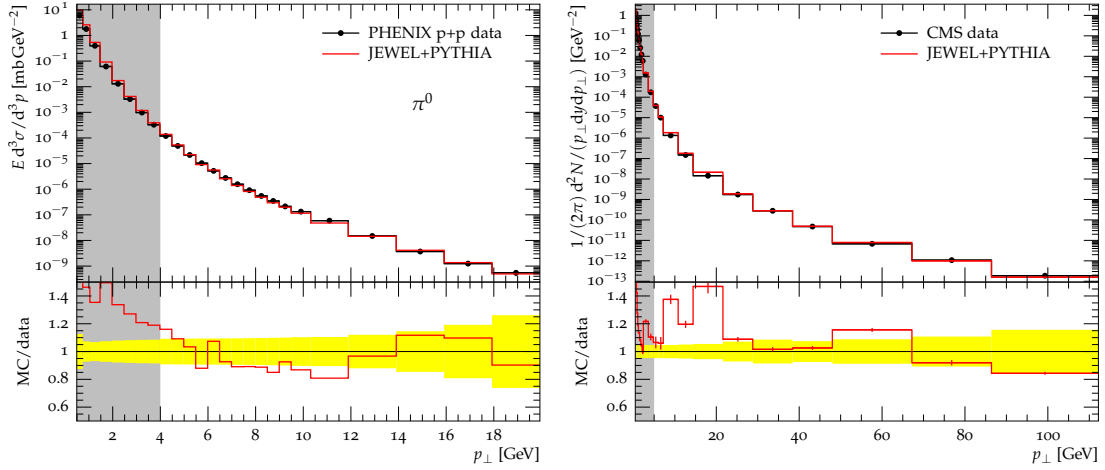 PHENIX p+p data
JEWEL+PYTHIA
π⁰
E d³σ/d³p [mb GeV⁻²]
10
1
10⁻¹
10⁻²
10⁻³
10⁻⁴
10⁻⁵
10⁻⁶
10⁻⁷
10⁻⁸
10⁻⁹
MC/data
1.4
1.2
1
0.8
0.6
2 4 6 8 10 12 14 16 18
p⊥ [GeV]
CMS data
JEWEL+PYTHIA
1/(2π) d²N/(p⊥dydp⊥) [GeV⁻²]
1
10⁻¹
10⁻²
10⁻³
10⁻⁴
10⁻⁵
10⁻⁶
10⁻⁷
10⁻⁸
10⁻⁹
10⁻¹⁰
10⁻¹¹
10⁻¹²
10⁻¹³
MC/data
1.4
1.2
1
0.8
0.6
20 40 60 80 100
p⊥ [GeV]